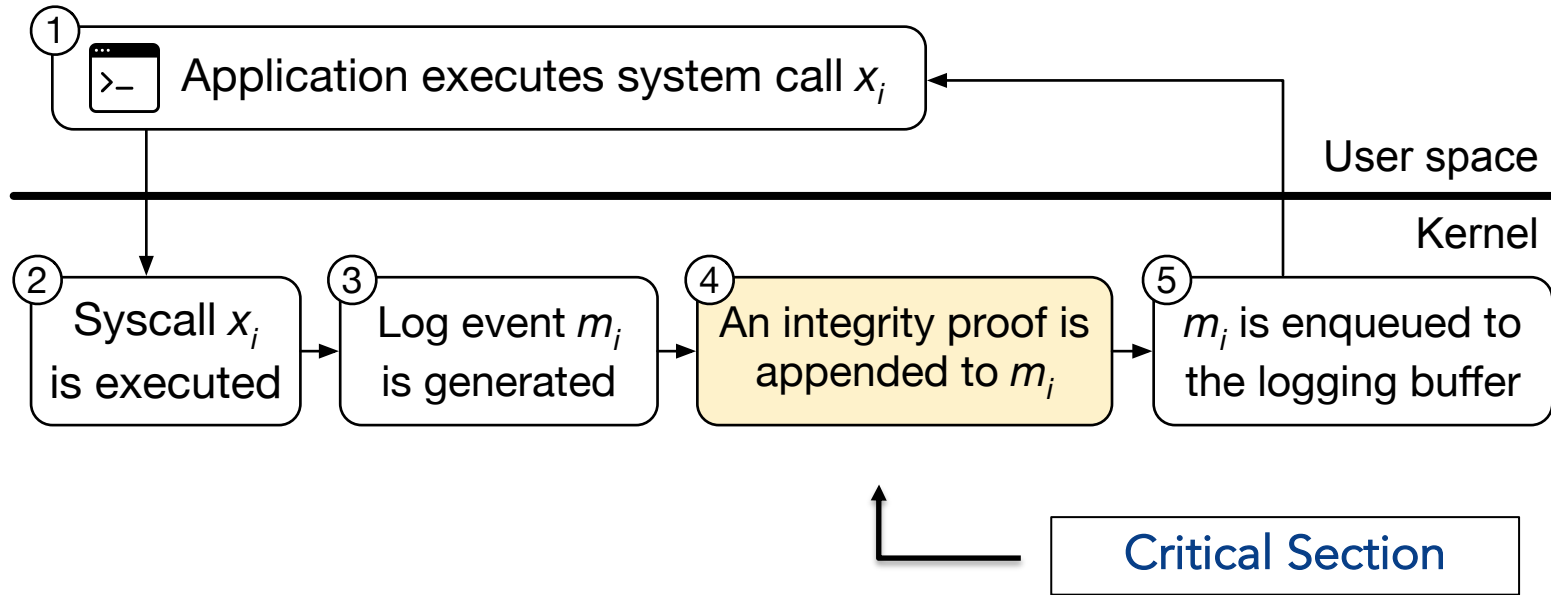 1
>_ Application executes system call x_i
User space
Kernel
2
Syscall x_i
is executed
3
Log event m_i
is generated
4
An integrity proof is
appended to m_i
5
m_i is enqueued to
the logging buffer
Critical Section